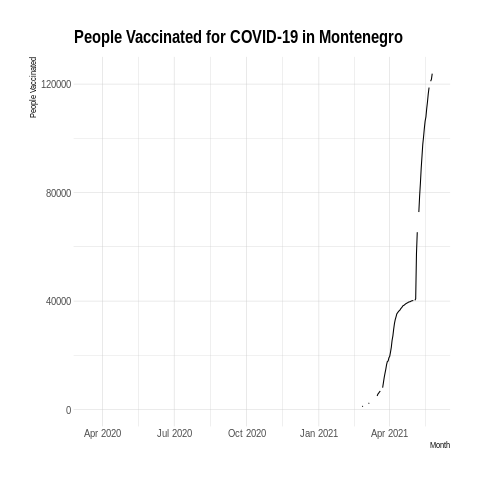 People Vaccinated for COVID-19 in Montenegro
People Vaccinated
120000
80000
40000
0
Apr 2020 Jul 2020 Oct 2020 Jan 2021 Apr 2021
Month